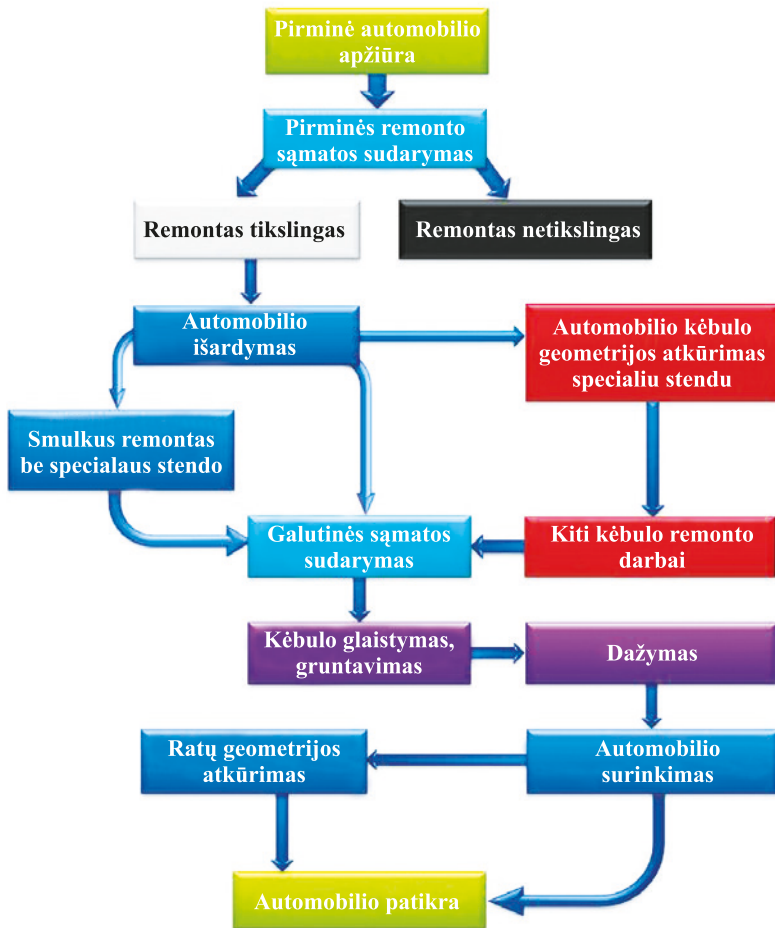 Pirminė automobilio
apžiūra
Pirminės remonto
sąmatos sudarymas
Remontas tikslingas
Remontas netikslingas
Automobilio
išardymas
Automobilio kėbulo
geometrijos atkūrimas
specialiu stendu
Smulkus remontas
be specialaus stendo
Galutinės sąmatos
sudarymas
Kiti kėbulo remonto
darbai
Kėbulo glaistymas,
gruntavimas
Dažymas
Ratų geometrijos
atkūrimas
Automobilio
surinkimas
Automobilio patikra